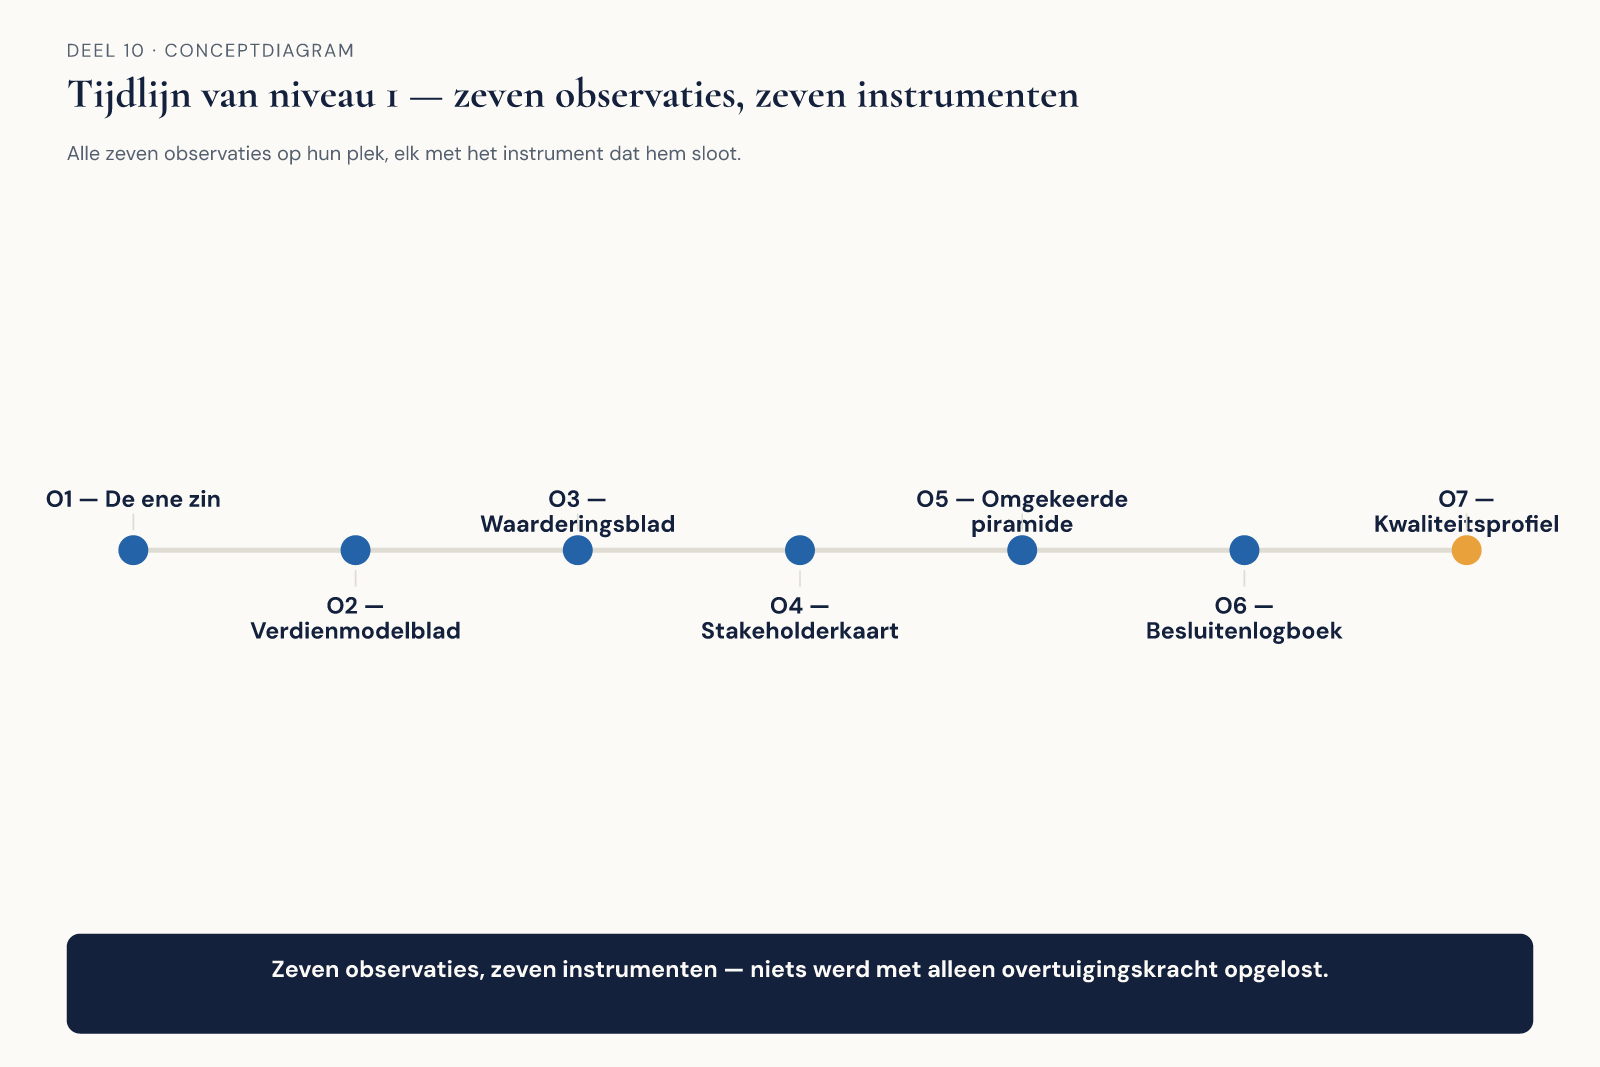 DEEL 10 · CONCEPTDIAGRAM
Tijdlijn van niveau 1 — zeven observaties, zeven instrumenten
Alle zeven observaties op hun plek, elk met het instrument dat hem sloot.
O1 — De ene zin
O2 —
Verdienmodelblad
O3 —
Waarderingsblad
O4 —
Stakeholderkaart
O5 — Omgekeerde
piramide
O6 —
Besluitenlogboek
O7 —
Kwaliteitsprofiel
Zeven observaties, zeven instrumenten — niets werd met alleen overtuigingskracht opgelost.